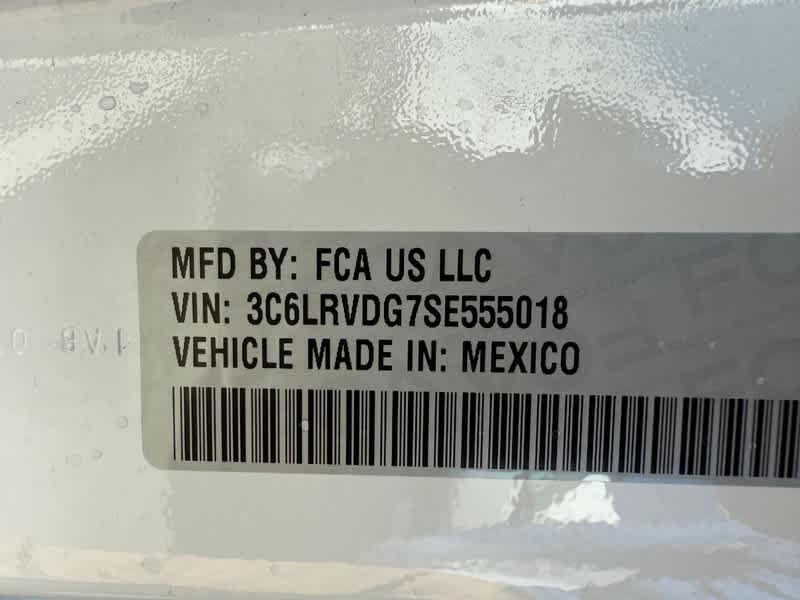 MFD BY: FCA US LLC
VIN: 3C6LRVDG7SE555018
VEHICLE MADE IN: MEXICO